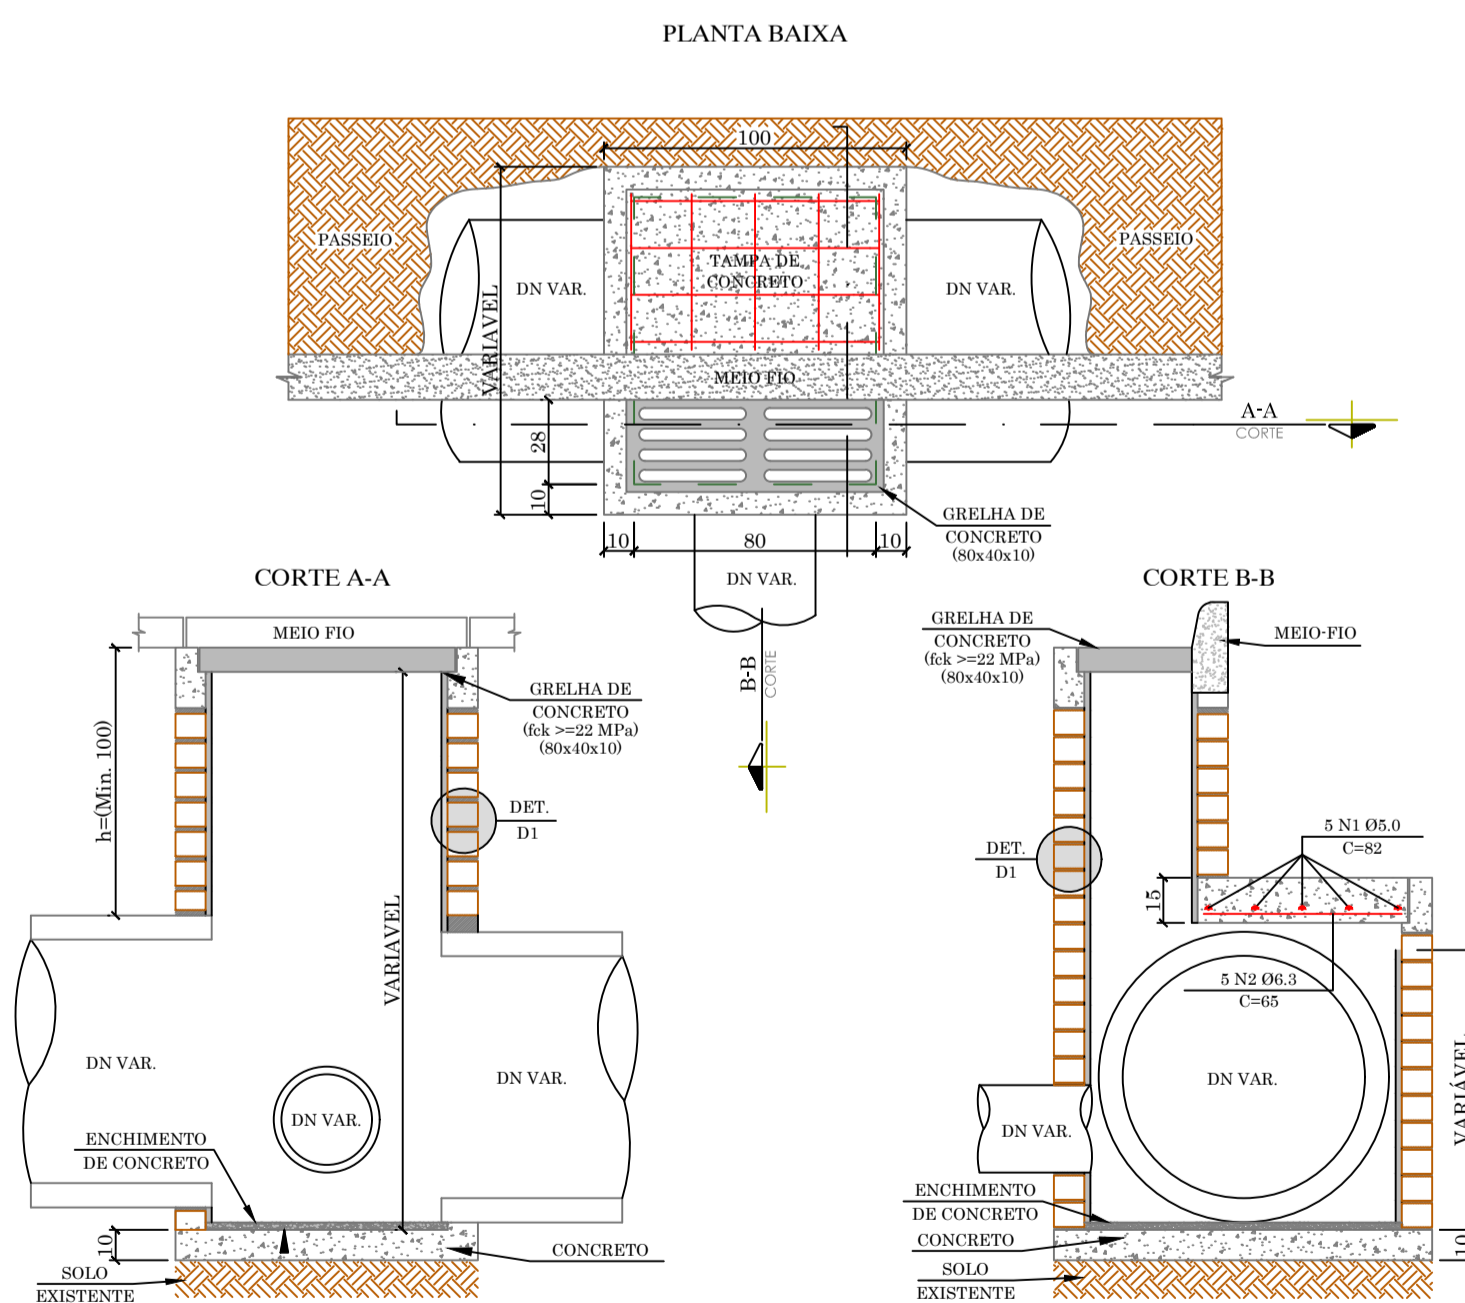 PLANTA BAIXA
100
PASSEIO
PASSEIO
VARIAVEL
DN VAR.
TAMPA DE
CONCRETO
DN VAR.
MEIO FIO
28
10
A-A
CORTE
GRELHA DE
CONCRETO
(80x40x10)
10
80
10
DN VAR.
B-B
CORTE
CORTE A-A
MEIO FIO
h=(Min. 100)
GRELHA DE
CONCRETO
(fck >=22 MPa)
(80x40x10)
DET.
D1
VARIAVEL
DN VAR.
DN VAR.
DN VAR.
ENCHIMENTO
DE CONCRETO
10
CONCRETO
SOLO
EXISTENTE
CORTE B-B
GRELHA DE
CONCRETO
(fck >=22 MPa)
(80x40x10)
MEIO-FIO
DET.
D1
5 N1 Ø5.0
C=82
15
5 N2 Ø6.3
C=65
DN VAR.
DN VAR.
VARIÁVEL
ENCHIMENTO
DE CONCRETO
CONCRETO
10
SOLO
EXISTENTE